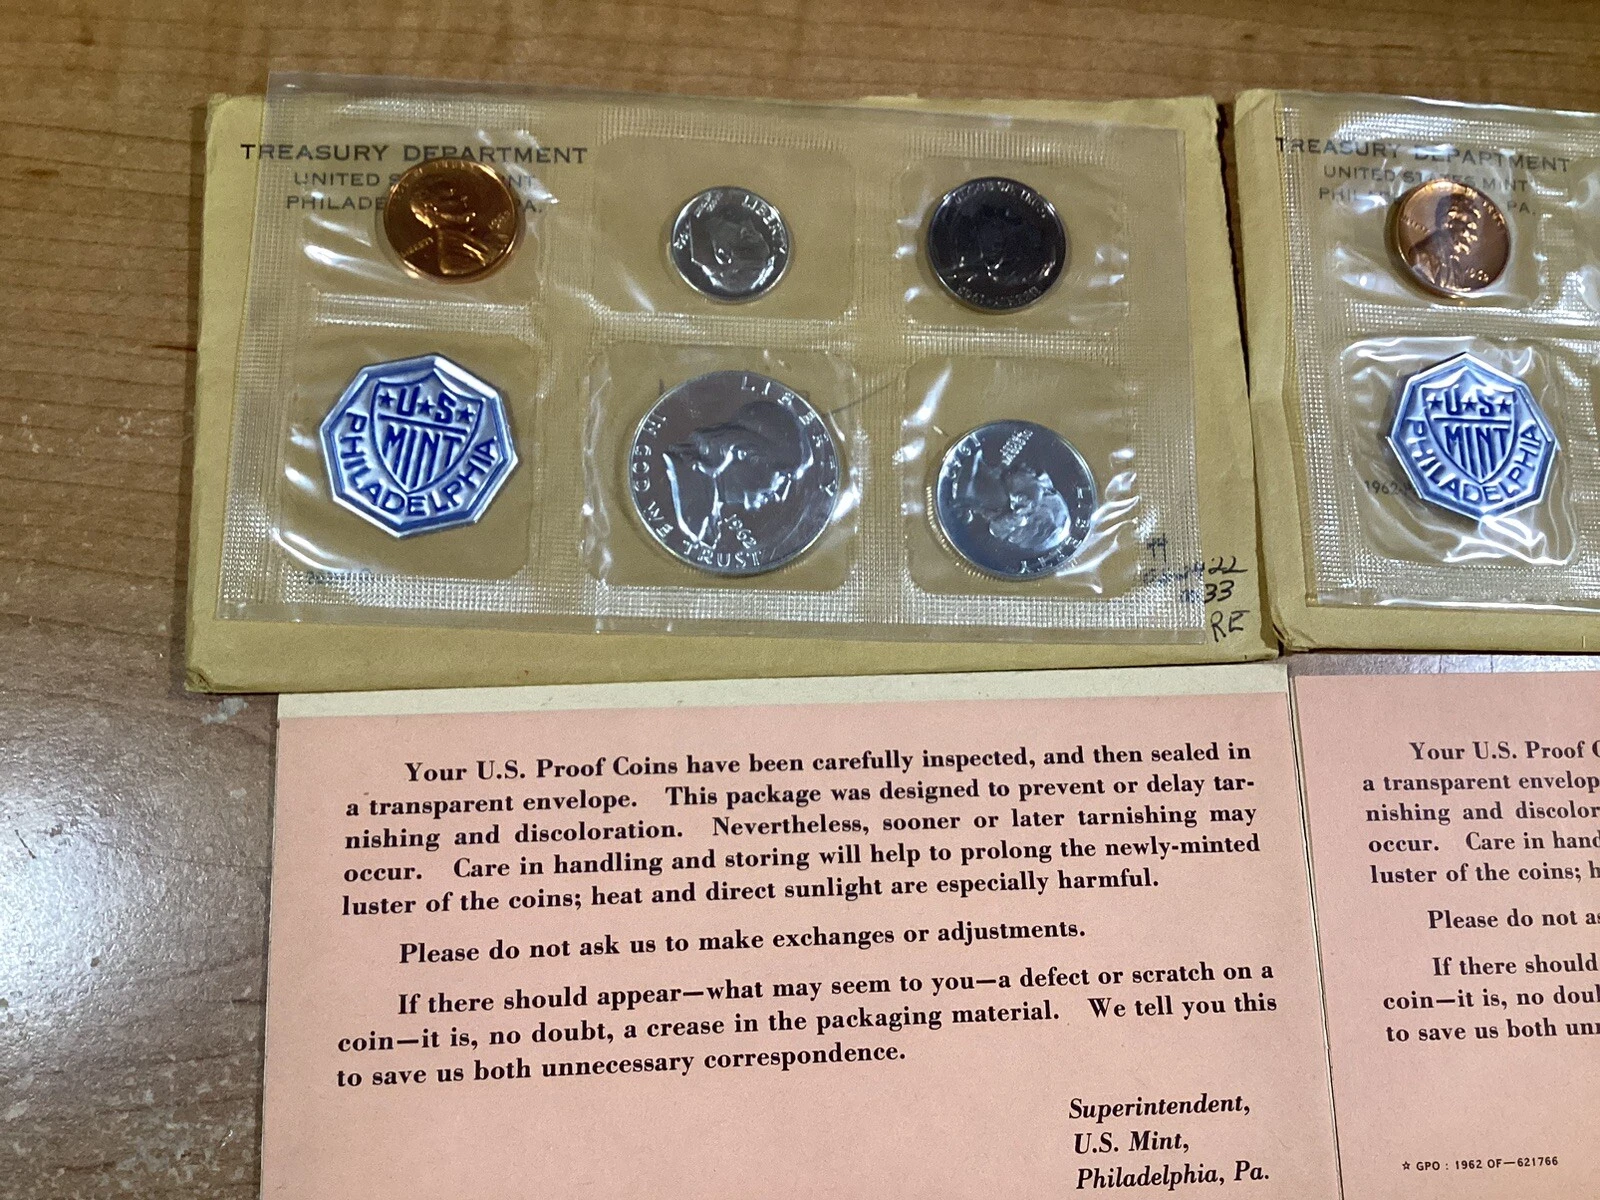 TREASURY DEPARTMENT
UNITED
PHILADE PA.
LIBERTY
U.S.
MINT
PHILADELPHIA
LIBERTY
IN GOD
WE TRUST
1962
LIBERTY
22
33
RE
TREASURY DEPARTMENT
UNITED STATES MINT
PA.
U.S.
MINT
PHILADELPHIA
1962
Your U.S. Proof Coins have been carefully inspected, and then sealed in
a transparent envelope. This package was designed to prevent or delay tar-
nishing and discoloration. Nevertheless, sooner or later tarnishing may
occur. Care in handling and storing will help to prolong the newly-minted
luster of the coins; heat and direct sunlight are especially harmful.
Please do not ask us to make exchanges or adjustments.
If there should appear—what may seem to you—a defect or scratch on a
coin—it is, no doubt, a crease in the packaging material. We tell you this
to save us both unnecessary correspondence.
Superintendent,
U.S. Mint,
Philadelphia, Pa.
Your U.S. Proof
a transparent envelop
nishing and discolor
occur. Care in hand
luster of the coins; h
Please do not as
If there should
coin—it is, no dou
to save us both un
☆ GPO : 1962 OF—621766